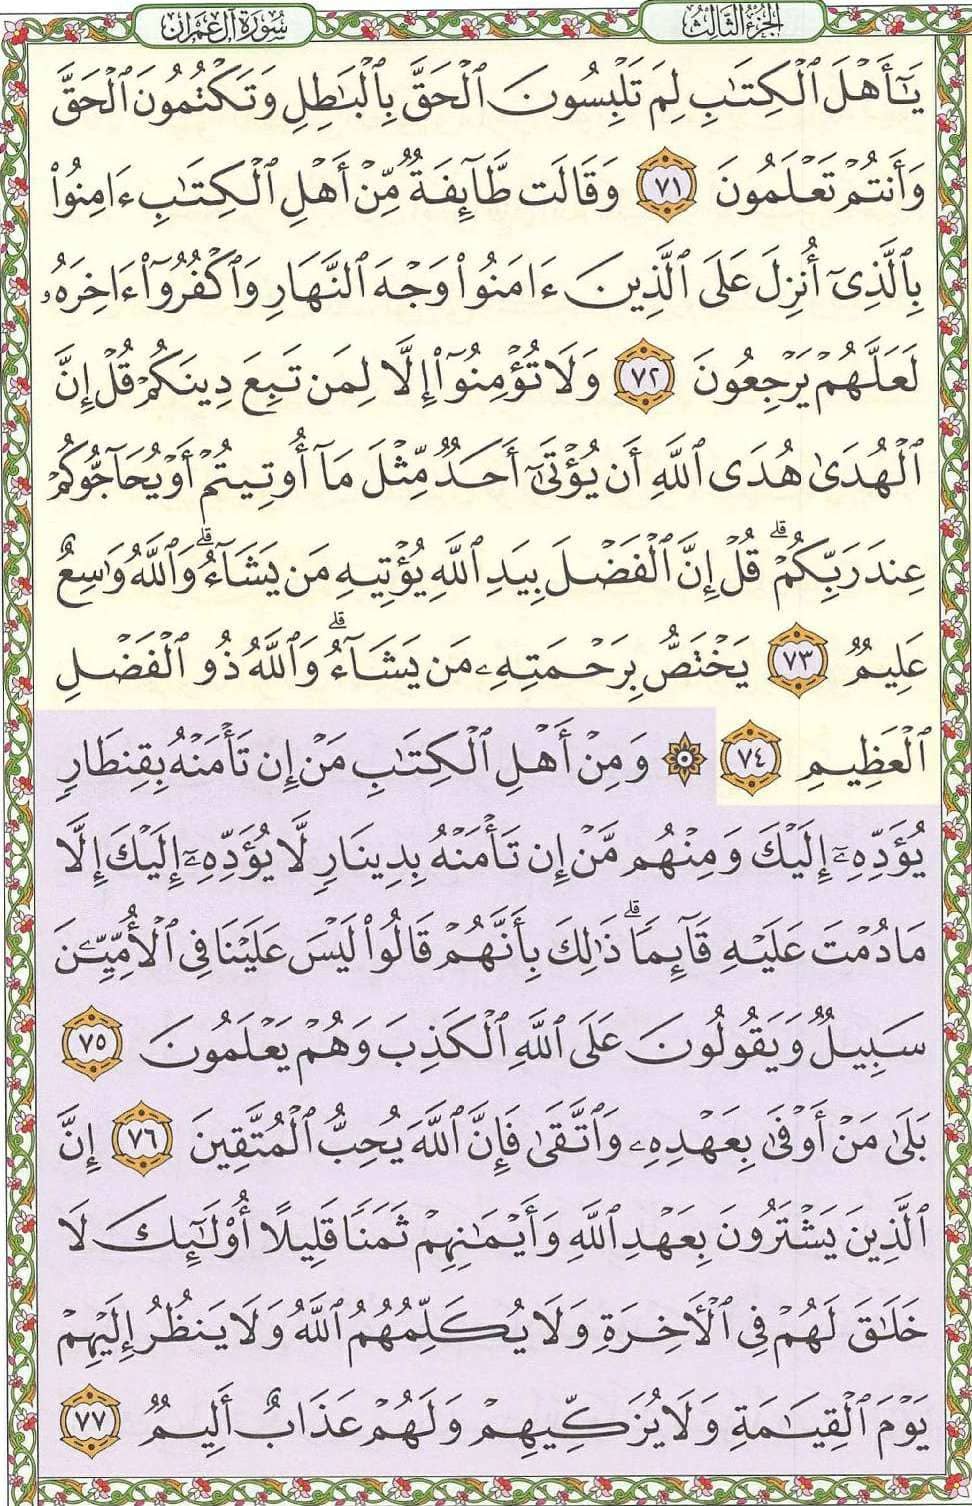 الجزء الثالث
سورة آل عمران
يَٰٓأَهْلَ ٱلْكِتَٰبِ لِمَ تَلْبِسُونَ ٱلْحَقَّ بِٱلْبَٰطِلِ وَتَكْتُمُونَ ٱلْحَقَّ
وَأَنتُمْ تَعْلَمُونَ ٧١ وَقَالَت طَّآئِفَةٌ مِّنْ أَهْلِ ٱلْكِتَٰبِ ءَامِنُوا۟
بِٱلَّذِىٓ أُنزِلَ عَلَى ٱلَّذِينَ ءَامَنُوا۟ وَجْهَ ٱلنَّهَارِ وَٱكْفُرُوٓا۟ ءَاخِرَهُۥ
لَعَلَّهُمْ يَرْجِعُونَ ٧٢ وَلَا تُؤْمِنُوٓا۟ إِلَّا لِمَن تَبِعَ دِينَكُمْ قُلْ إِنَّ
ٱلْهُدَىٰ هُدَى ٱللَّهِ أَن يُؤْتَىٰٓ أَحَدٌ مِّثْلَ مَآ أُوتِيتُمْ أَوْ يُحَآجُّوكُمْ
عِندَ رَبِّكُمْ ۗ قُلْ إِنَّ ٱلْفَضْلَ بِيَدِ ٱللَّهِ يُؤْتِيهِ مَن يَشَآءُ ۗ وَٱللَّهُ وَٰسِعٌ
عَلِيمٌ ٧٣ يَخْتَصُّ بِرَحْمَتِهِۦ مَن يَشَآءُ ۗ وَٱللَّهُ ذُو ٱلْفَضْلِ
ٱلْعَظِيمِ ٧٤ ۞ وَمِنْ أَهْلِ ٱلْكِتَٰبِ مَنْ إِن تَأْمَنْهُ بِقِنطَارٍ
يُؤَدِّهِۦٓ إِلَيْكَ وَمِنْهُم مَّنْ إِن تَأْمَنْهُ بِدِينَارٍ لَّا يُؤَدِّهِۦٓ إِلَيْكَ إِلَّا
مَا دُمْتَ عَلَيْهِ قَآئِمًا ۗ ذَٰلِكَ بِأَنَّهُمْ قَالُوا۟ لَيْسَ عَلَيْنَا فِى ٱلْأُمِّيِّـۧنَ
سَبِيلٌ وَيَقُولُونَ عَلَى ٱللَّهِ ٱلْكَذِبَ وَهُمْ يَعْلَمُونَ ٧٥
بَلَىٰ مَنْ أَوْفَىٰ بِعَهْدِهِۦ وَٱتَّقَىٰ فَإِنَّ ٱللَّهَ يُحِبُّ ٱلْمُتَّقِينَ ٧٦ إِنَّ
ٱلَّذِينَ يَشْتَرُونَ بِعَهْدِ ٱللَّهِ وَأَيْمَٰنِهِمْ ثَمَنًا قَلِيلًا أُو۟لَٰٓئِكَ لَا
خَلَٰقَ لَهُمْ فِى ٱلْءَاخِرَةِ وَلَا يُكَلِّمُهُمُ ٱللَّهُ وَلَا يَنظُرُ إِلَيْهِمْ
يَوْمَ ٱلْقِيَٰمَةِ وَلَا يُزَكِّيهِمْ وَلَهُمْ عَذَابٌ أَلِيمٌ ٧٧